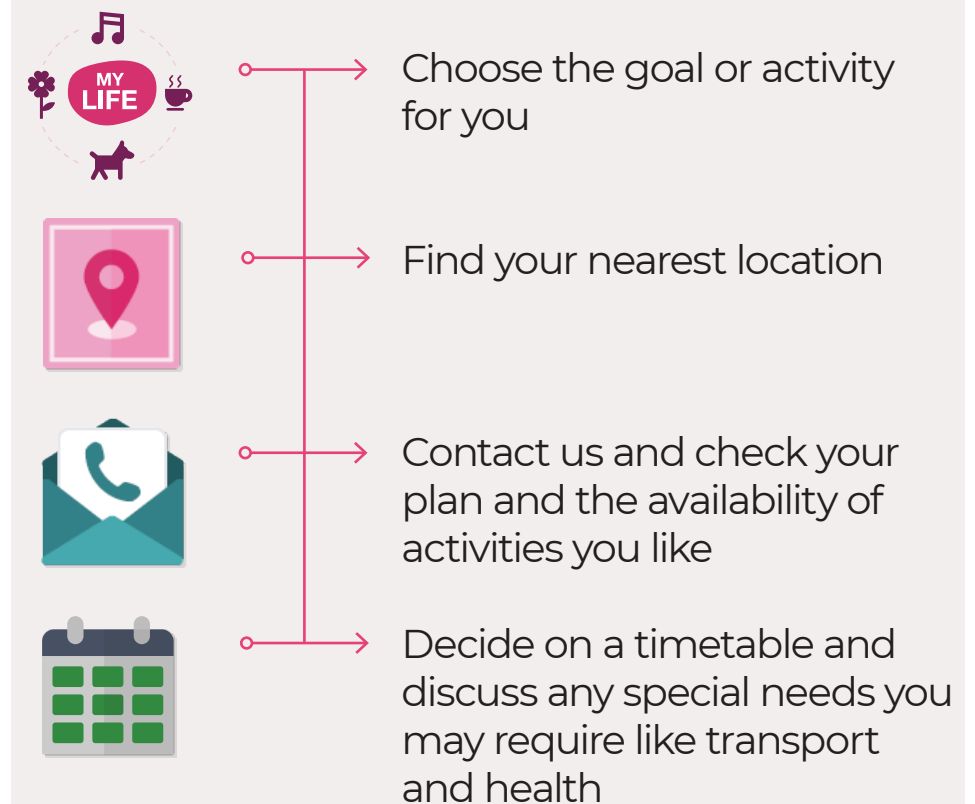 MY
LIFE
Choose the goal or activity
for you
Find your nearest location
Contact us and check your
plan and the availability of
activities you like
Decide on a timetable and
discuss any special needs you
may require like transport
and health